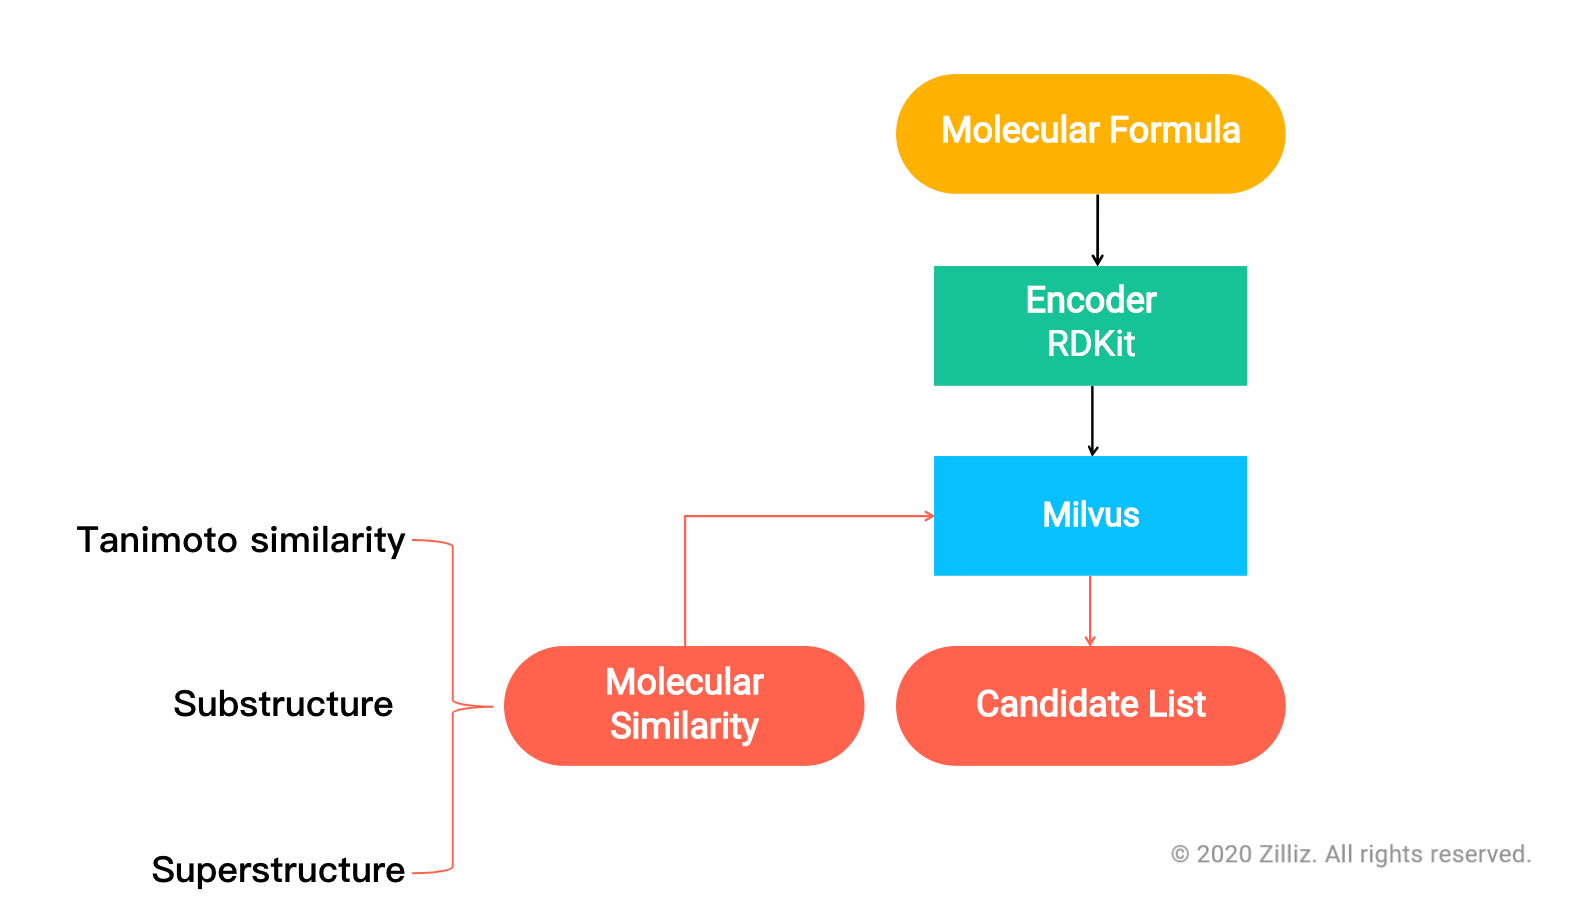 Molecular Formula
Encoder
RDKit
Milvus
Tanimoto similarity
Substructure
Superstructure
Molecular
Similarity
Candidate List
© 2020 Zilliz. All rights reserved.